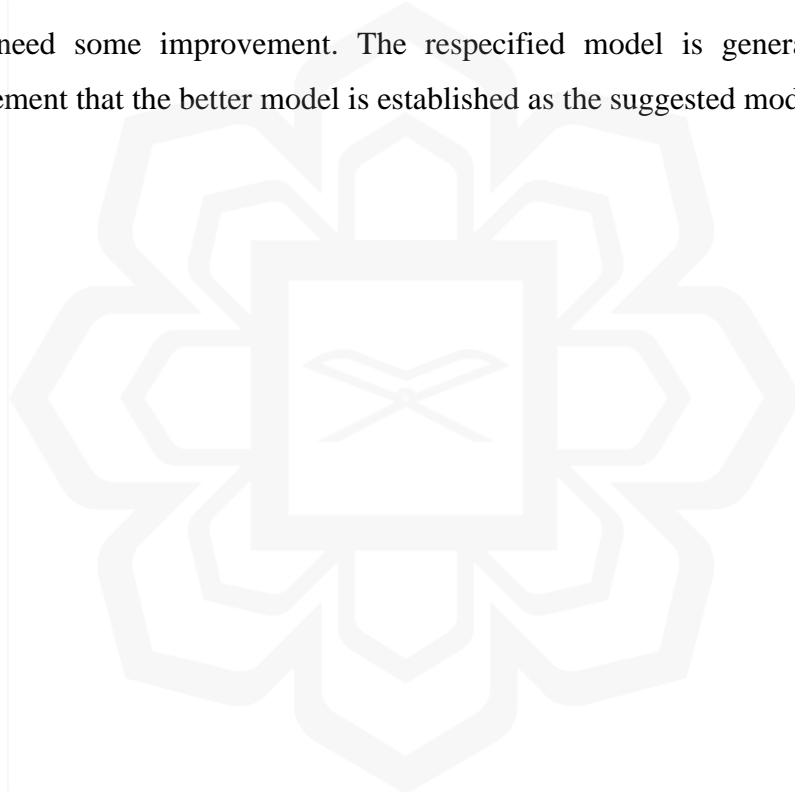 need some improvement. The respecified model is genera
ement that the better model is established as the suggested mod